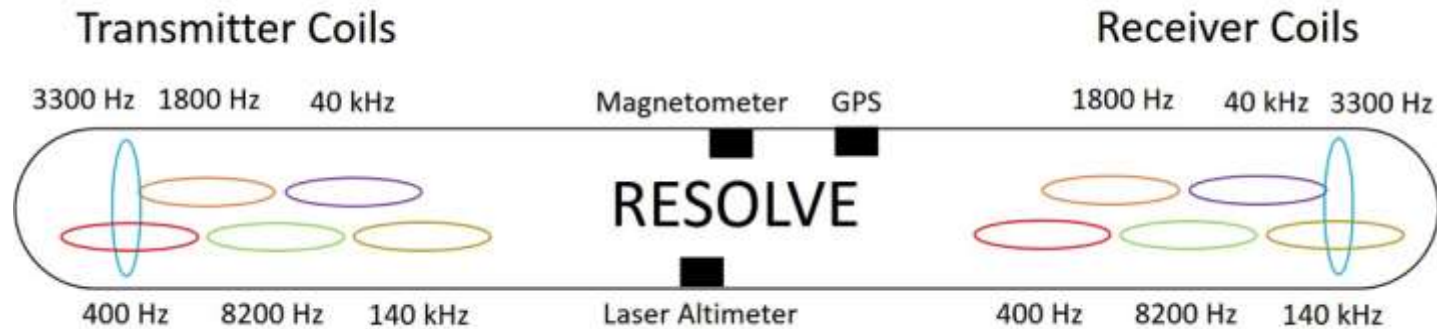 Transmitter Coils
Receiver Coils
3300 Hz 1800 Hz 40 kHz
Magnetometer GPS
1800 Hz 40 kHz 3300 Hz
RESOLVE
400 Hz 8200 Hz 140 kHz
Laser Altimeter
400 Hz 8200 Hz 140 kHz